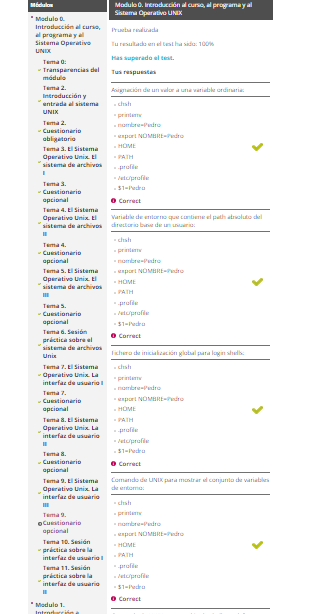 Módulos
Modulo 0.
Introducción al curso,
al programa y al
Sistema Operativo
UNIX
Tema 0:
Transparencias del
módulo
Tema 2.
Introducción y
entrada al sistema
UNIX
Tema 2.
Cuestionario
obligatorio
Tema 3. El Sistema
Operativo Unix. El
sistema de archivos
I
Tema 3.
Cuestionario
opcional
Tema 4. El Sistema
Operativo Unix. El
sistema de archivos
II
Tema 4.
Cuestionario
opcional
Tema 5. El Sistema
Operativo Unix. El
sistema de archivos
III
Tema 5.
Cuestionario
opcional
Tema 6. Sesión
práctica sobre el
sistema de archivos
Unix
Tema 7. El Sistema
Operativo Unix. La
interfaz de usuario I
Tema 7.
Cuestionario
opcional
Tema 8. El Sistema
Operativo Unix. La
interfaz de usuario
II
Tema 8.
Cuestionario
opcional
Tema 9. El Sistema
Operativo Unix. La
interfaz de usuario
III
Tema 9.
Cuestionario
opcional
Tema 10. Sesión
práctica sobre la
interfaz de usuario I
Tema 11. Sesión
práctica sobre la
interfaz de usuario
II
Modulo 1.
Introducción a
Modulo 0. Introducción al curso, al programa y al
Sistema Operativo UNIX
Prueba realizada
Tu resultado en el test ha sido: 100%
Has superado el test.
Tus respuestas
Asignación de un valor a una variable ordinaria:
chsh
printenv
nombre=Pedro
export NOMBRE=Pedro
HOME
PATH
.profile
/etc/profile
$1=Pedro
Correct
Variable de entorno que contiene el path absoluto del
directorio base de un usuario:
chsh
printenv
nombre=Pedro
export NOMBRE=Pedro
HOME
PATH
.profile
/etc/profile
$1=Pedro
Correct
Fichero de inicialización global para login shells:
chsh
printenv
nombre=Pedro
export NOMBRE=Pedro
HOME
PATH
.profile
/etc/profile
$1=Pedro
Correct
Comando de UNIX para mostrar el conjunto de variables
de entorno:
chsh
printenv
nombre=Pedro
export NOMBRE=Pedro
HOME
PATH
.profile
/etc/profile
$1=Pedro
Correct